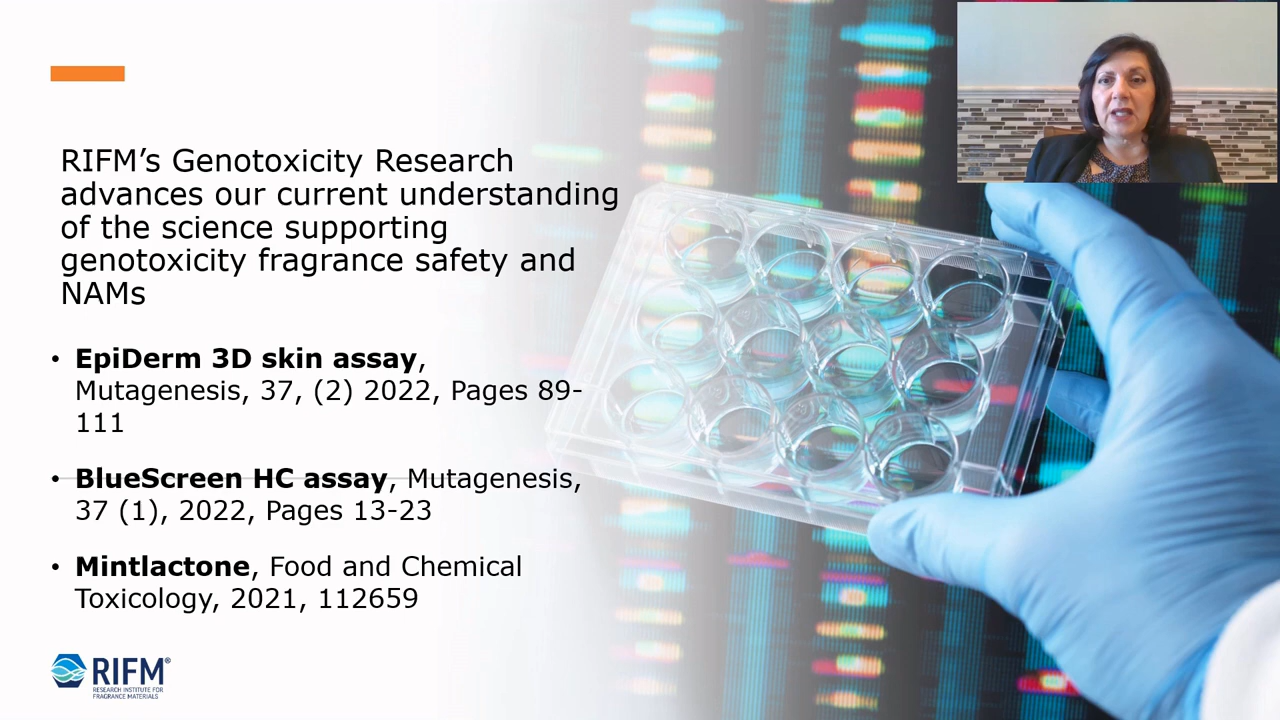 RIFM’s Genotoxicity Research
advances our current understanding
of the science supporting
genotoxicity fragrance safety and
NAMs
• EpiDerm 3D skin assay,
Mutagenesis, 37, (2) 2022, Pages 89-
111
• BlueScreen HC assay, Mutagenesis,
37 (1), 2022, Pages 13-23
• Mintlactone, Food and Chemical
Toxicology, 2021, 112659
RIFM®
RESEARCH INSTITUTE FOR
FRAGRANCE MATERIALS